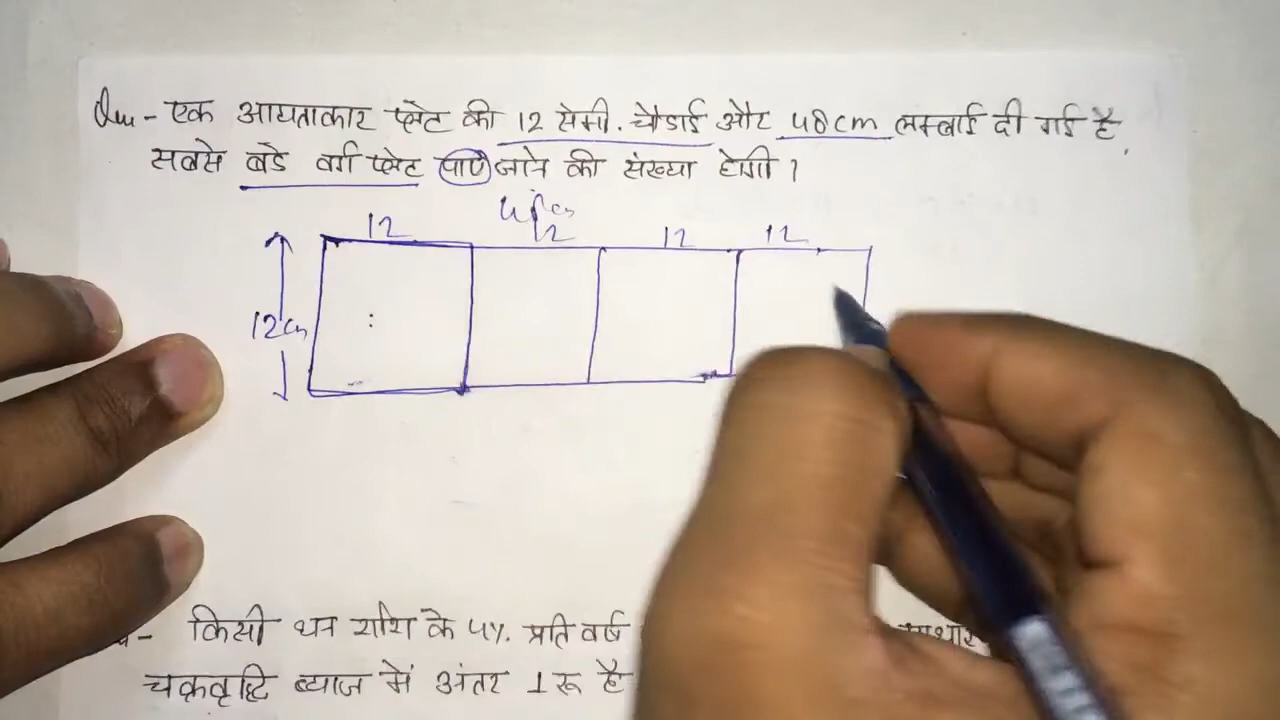 Qu - एक आयताकार प्लेट की 12 सेमी. चौडाई और 48cm लम्बाई दी गई है,
सबसे बडे वर्ग प्लेट पाए जाने की संख्या होगी ।
48cm
12 12 12 12
12cm
किसी धन राशि के 4%. प्रति वर्ष
चक्रवृद्धि ब्याज में अंतर 1 रू है